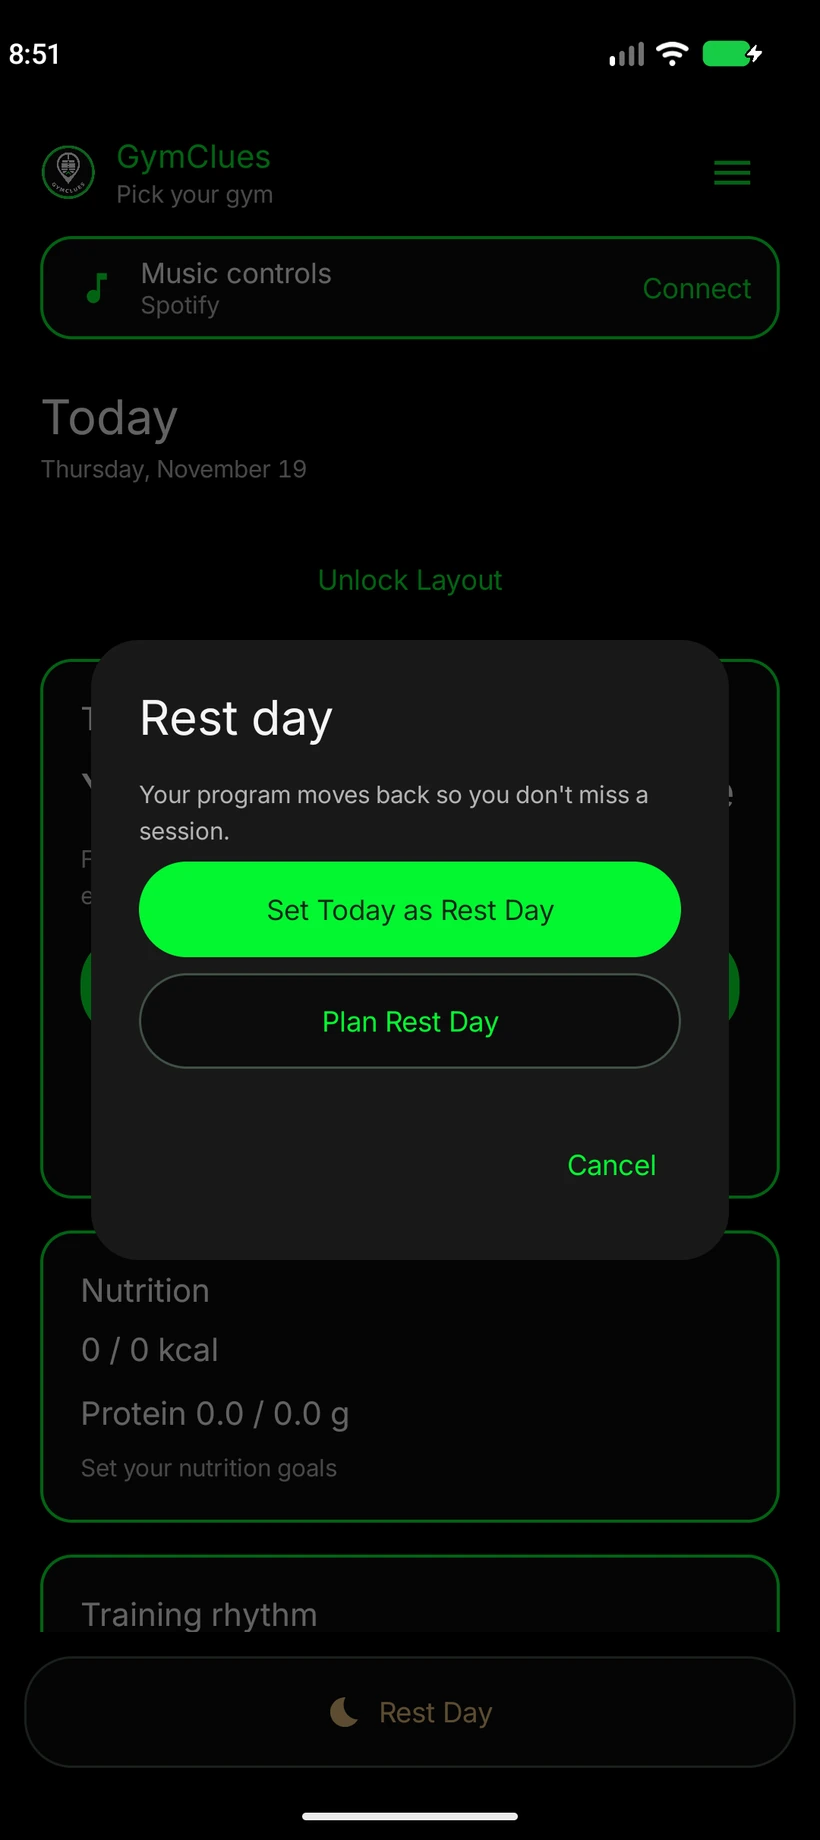 8:51
GymClues
Pick your gym
GYMCLUES
Music controls
Spotify
Connect
Today
Thursday, November 19
Unlock Layout
Rest day
Your program moves back so you don't miss a
session.
Set Today as Rest Day
Plan Rest Day
Cancel
Nutrition
0 / 0 kcal
Protein 0.0 / 0.0 g
Set your nutrition goals
Training rhythm
Rest Day